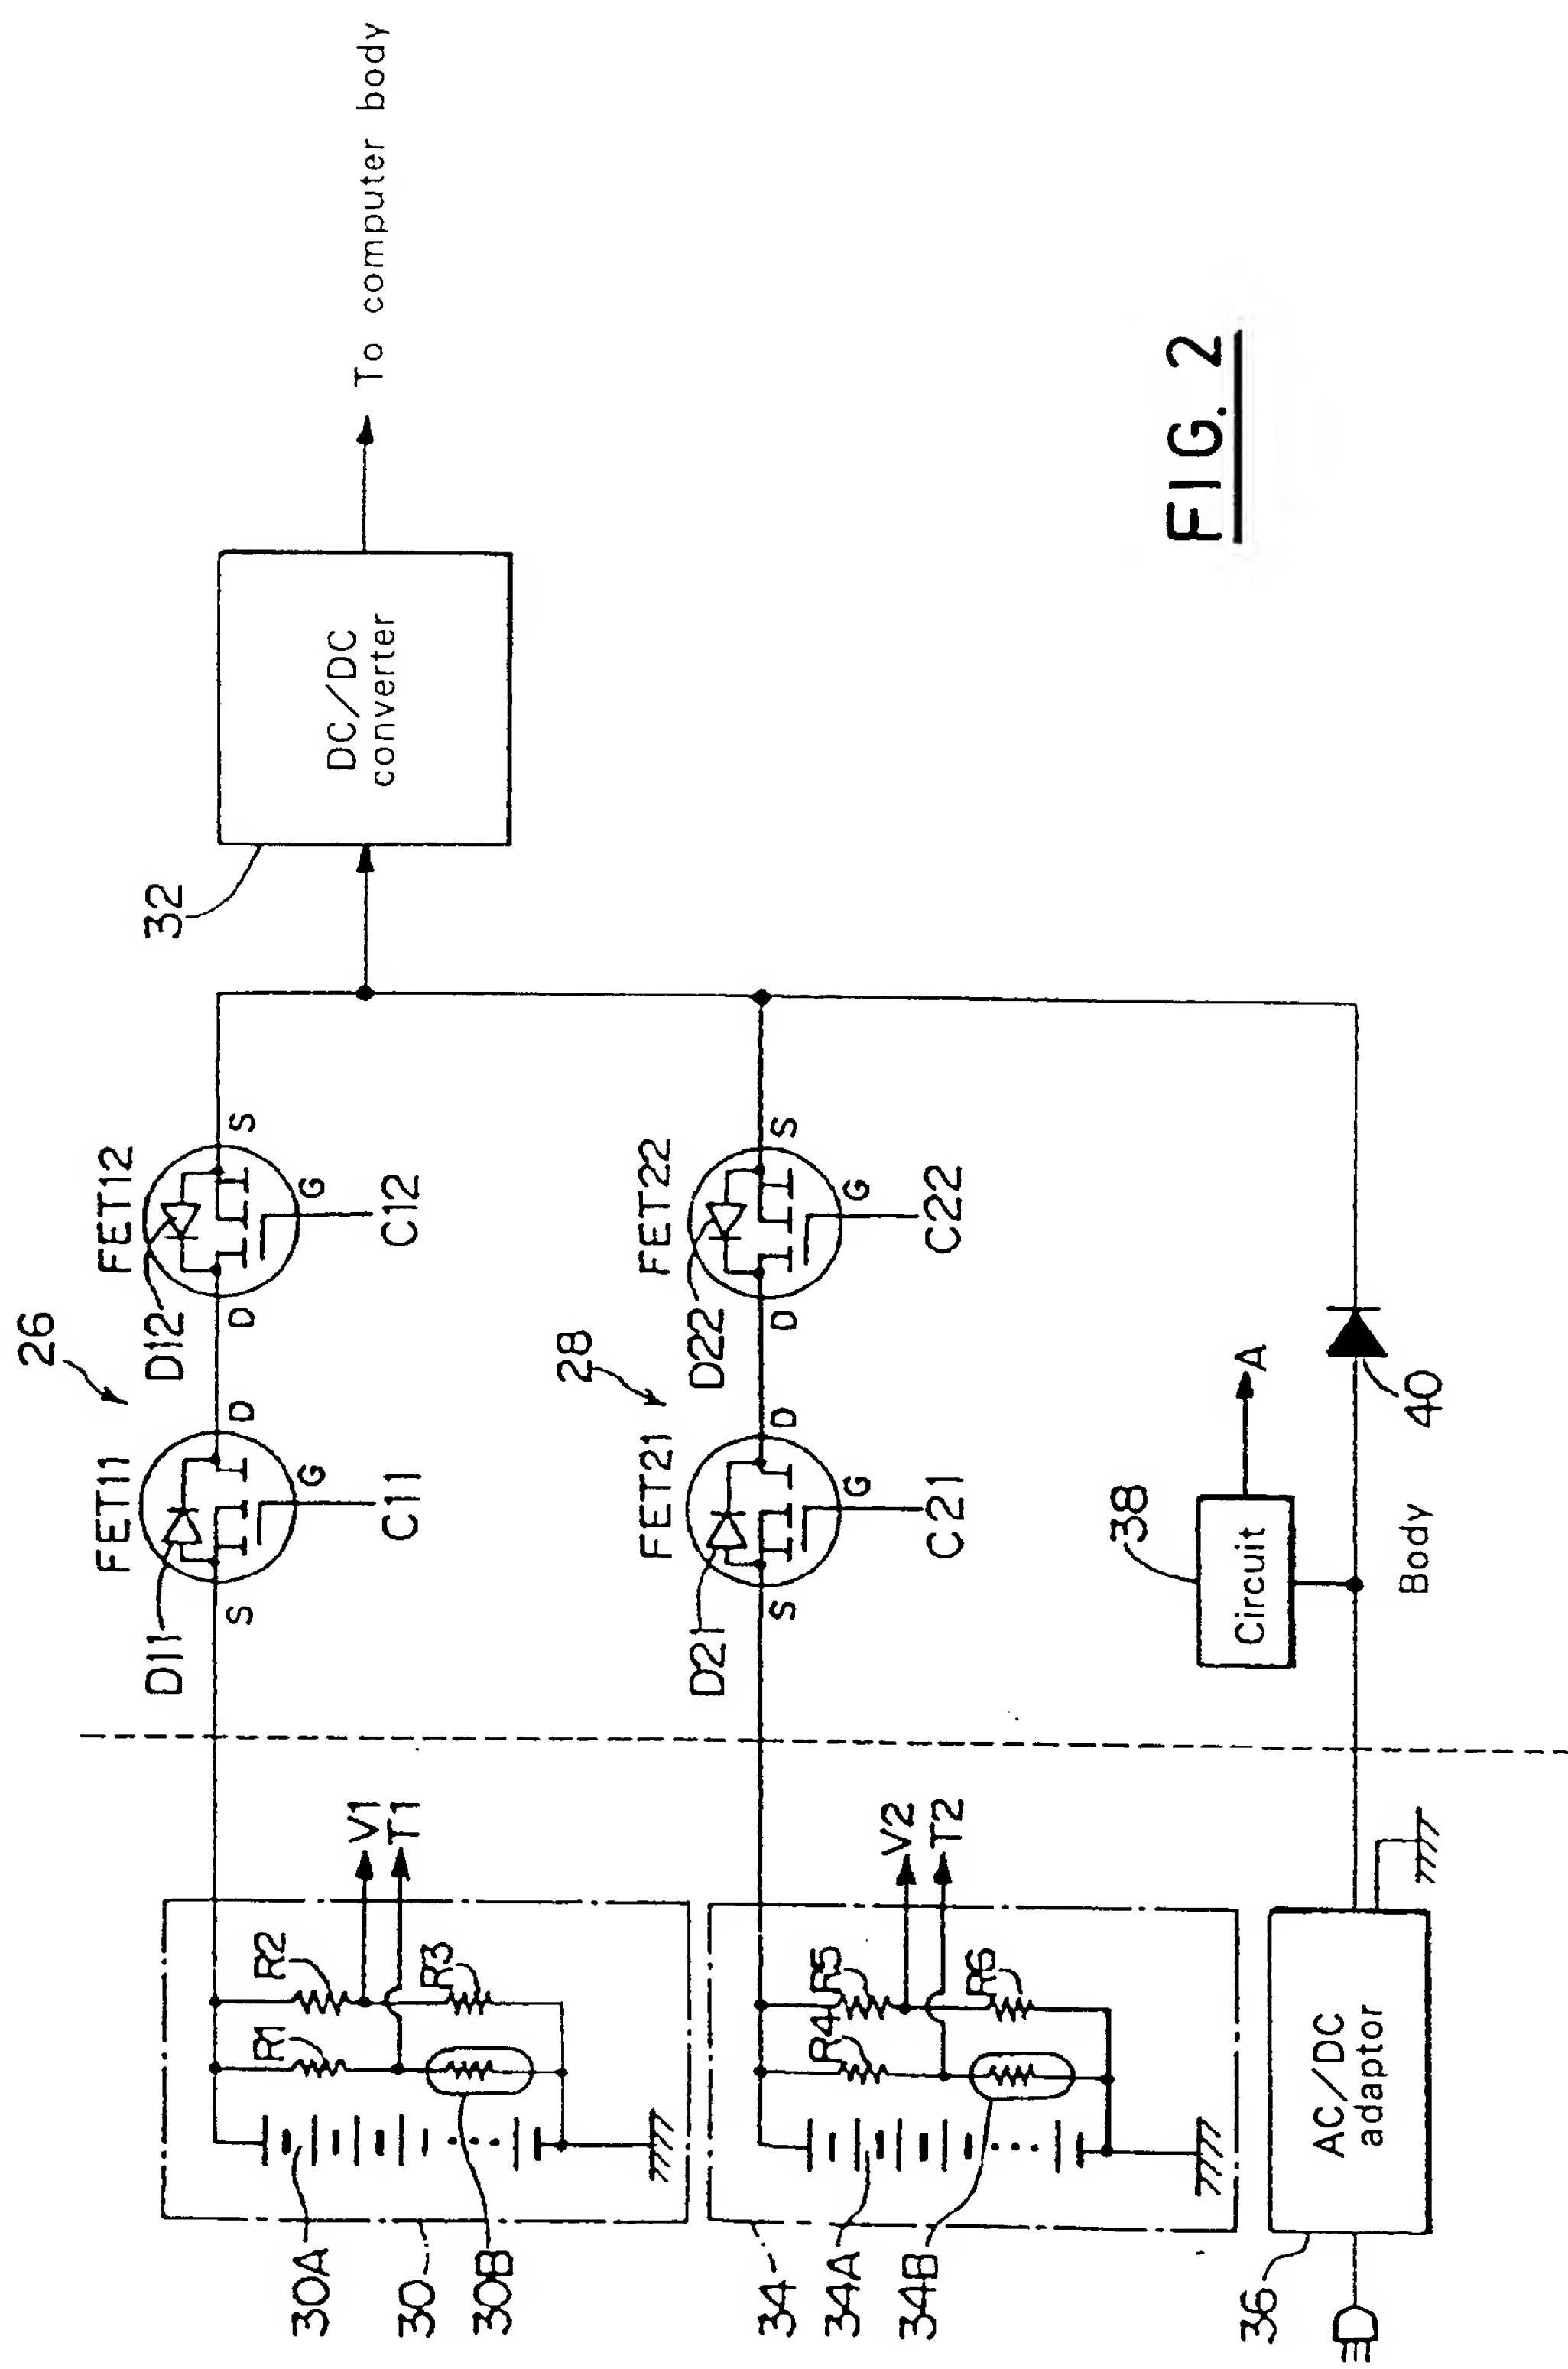 26
FET11
FET12
D11
D12
S
D
D
S
G
G
C11
C12
32
DC/DC
converter
To computer body
R1
R2
R3
V1
T1
30A
30
30B
28
FET21
FET22
D21
D22
S
D
D
S
G
G
C21
C22
R4
R5
R6
V2
T2
34
34A
34B
38
Circuit
A
40
Body
36
AC/DC
adaptor
FIG. 2